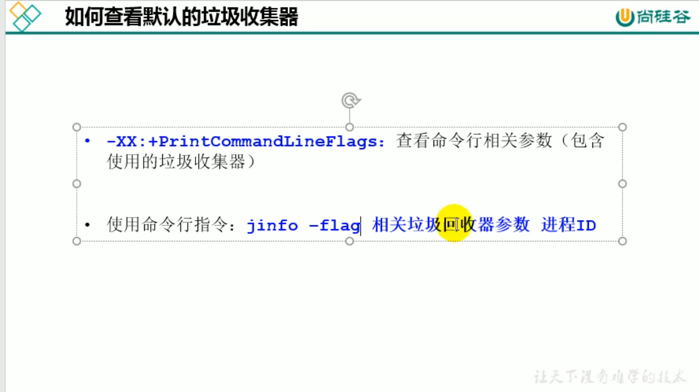 如何查看默认的垃圾收集器
尚硅谷
• -XX:+PrintCommandLineFlags: 查看命令行相关参数（包含
使用的垃圾收集器）
• 使用命令行指令: jinfo -flag 相关垃圾回收器参数 进程ID
让天下没有难学的技术